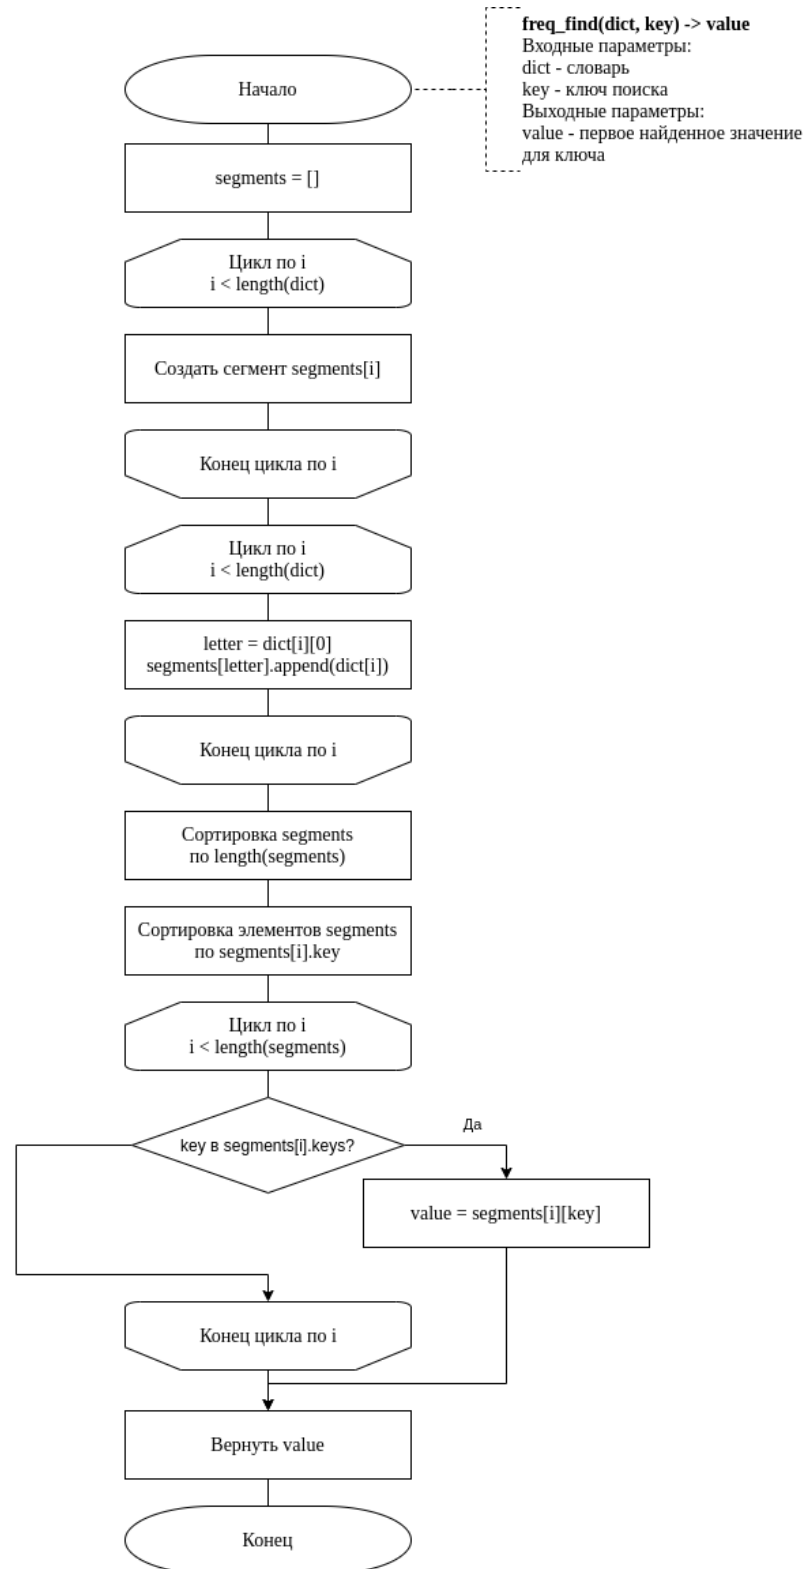 freq_find(dict, key) -> value
Входные параметры:
dict - словарь
key - ключ поиска
Выходные параметры:
value - первое найденное значение
для ключа
Начало
segments = []
Цикл по i
i < length(dict)
Создать сегмент segments[i]
Конец цикла по i
Цикл по i
i < length(dict)
letter = dict[i][0]
segments[letter].append(dict[i])
Конец цикла по i
Сортировка segments
по length(segments)
Сортировка элементов segments
по segments[i].key
Цикл по i
i < length(segments)
key в segments[i].keys?
Да
value = segments[i][key]
Конец цикла по i
Вернуть value
Конец